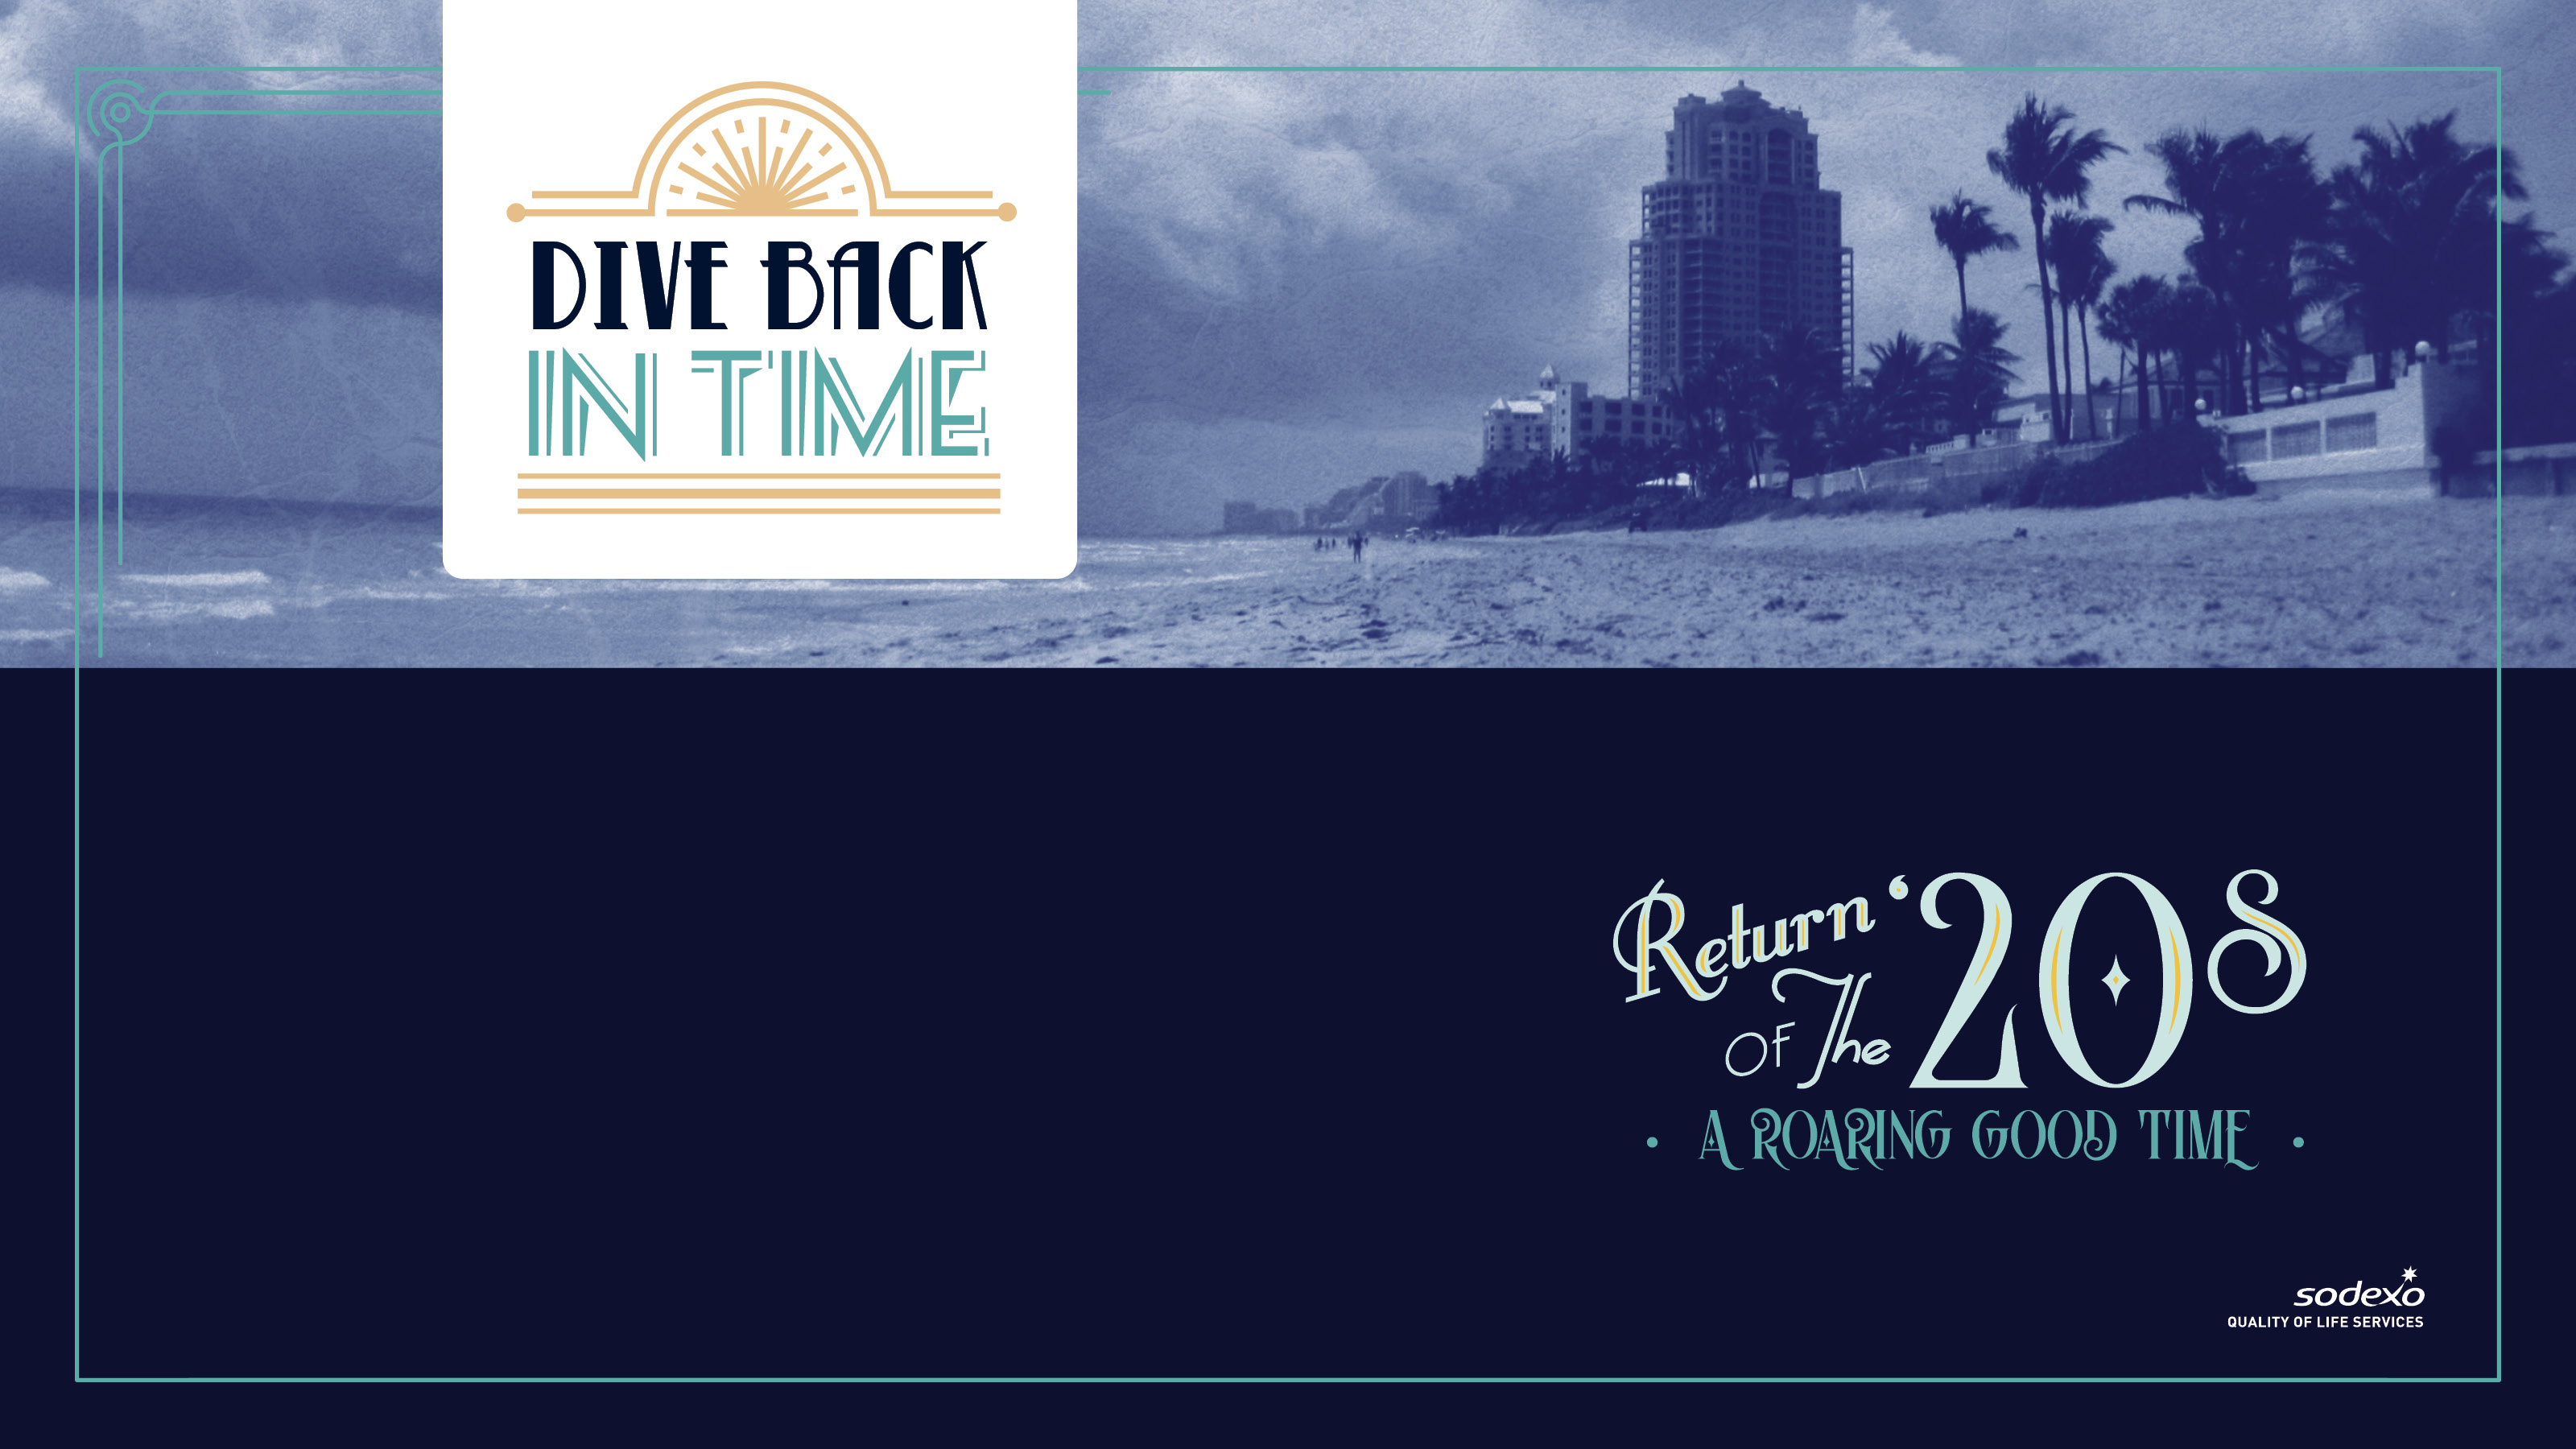 DIVE BACK
IN TIME
Return
OF The
‘20s
A ROARING GOOD TIME
sodexo
QUALITY OF LIFE SERVICES